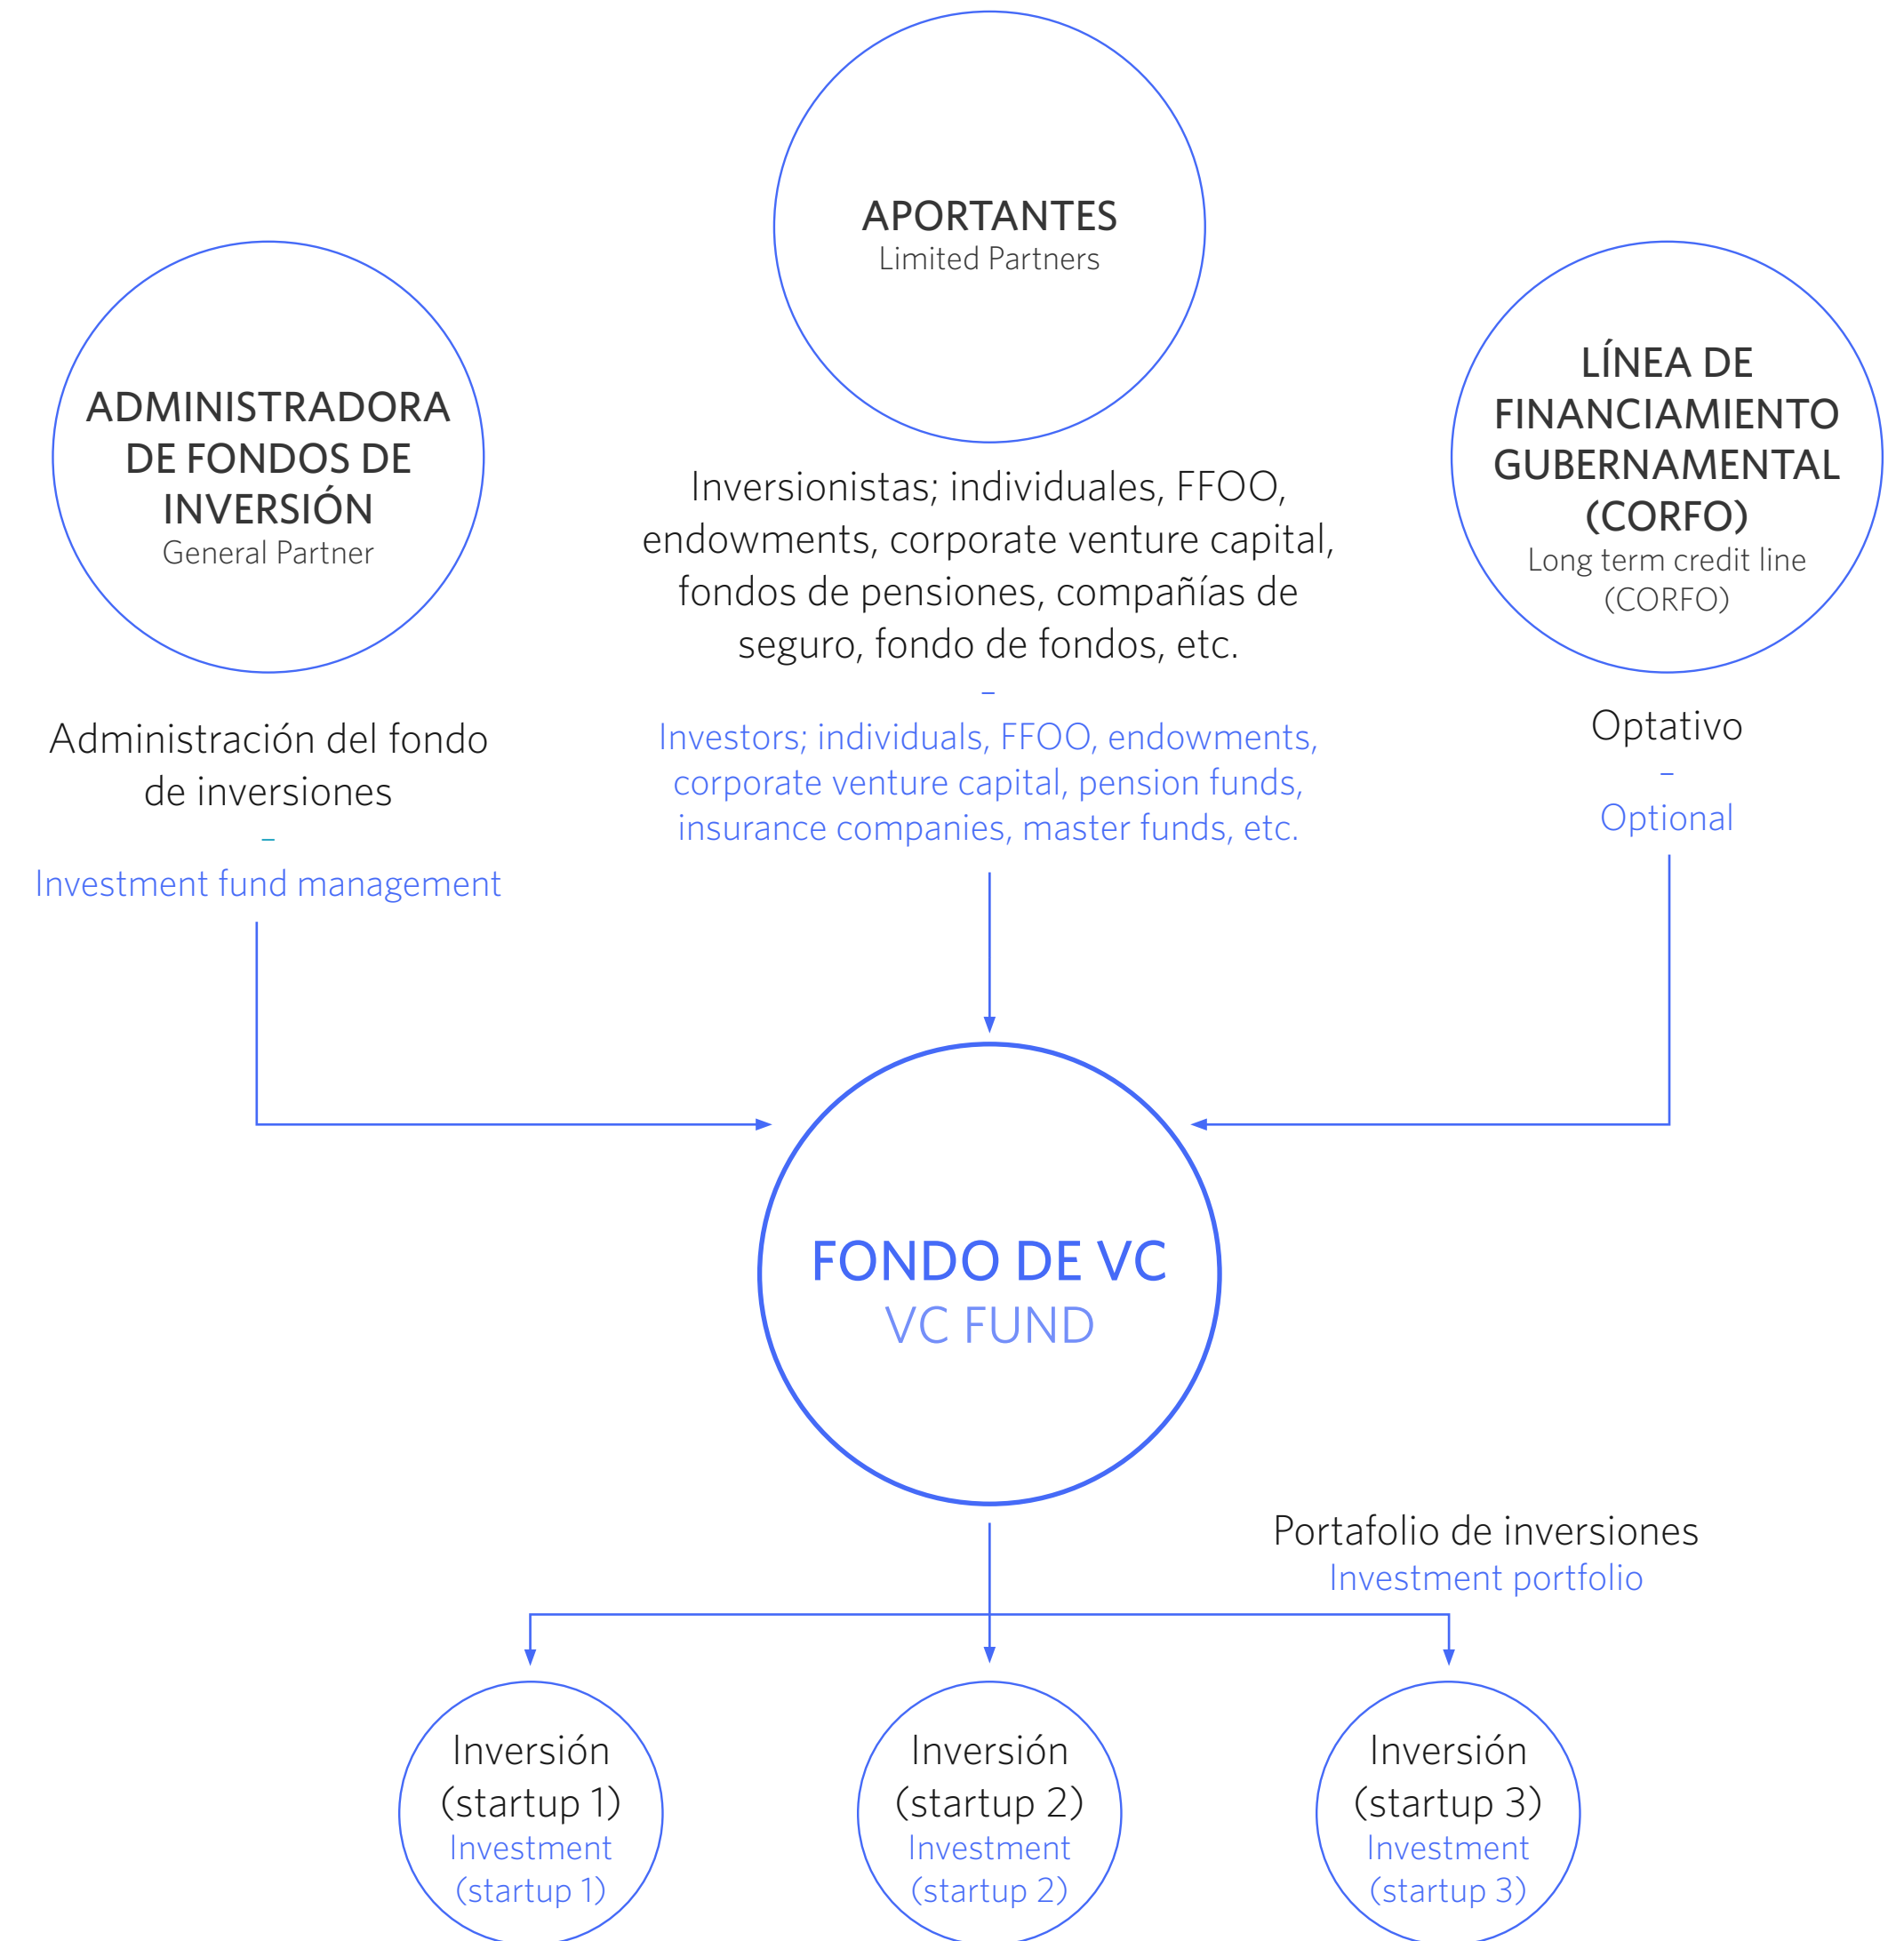 APORTANTES
Limited Partners
Inversionistas; individuales, FFOO,
endowments, corporate venture capital,
fondos de pensiones, compañías de
seguro, fondo de fondos, etc.
–
Investors; individuals, FFOO, endowments,
corporate venture capital, pension funds,
insurance companies, master funds, etc.
ADMINISTRADORA
DE FONDOS DE
INVERSIÓN
General Partner
Administración del fondo
de inversiones
–
Investment fund management
LÍNEA DE
FINANCIAMIENTO
GUBERNAMENTAL
(CORFO)
Long term credit line
(CORFO)
Optativo
–
Optional
FONDO DE VC
VC FUND
Portafolio de inversiones
Investment portfolio
Inversión
(startup 1)
Investment
(startup 1)
Inversión
(startup 2)
Investment
(startup 2)
Inversión
(startup 3)
Investment
(startup 3)